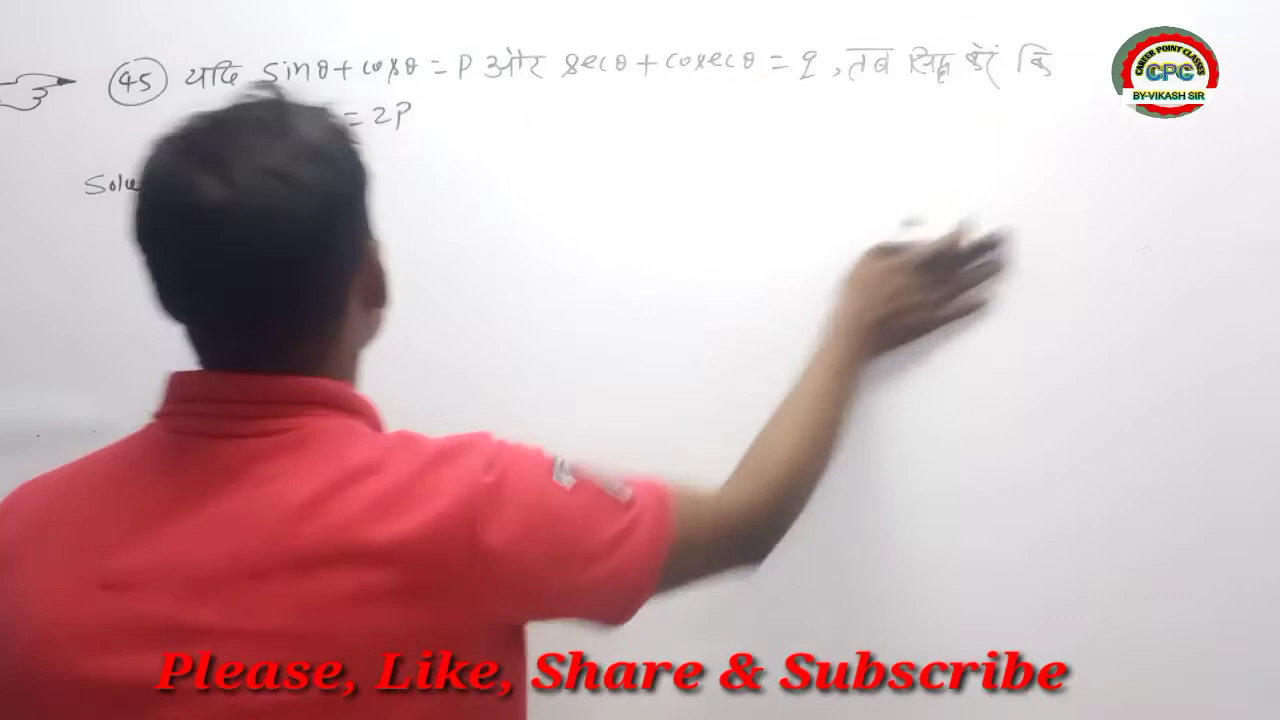 45 यदि sinθ + cosθ = P और secθ + cosecθ = q, तब सिद्ध करें कि
= 2P
Solu
CAREER POINT CLASSES
CPC
BY-VIKASH SIR
Please, Like, Share & Subscribe